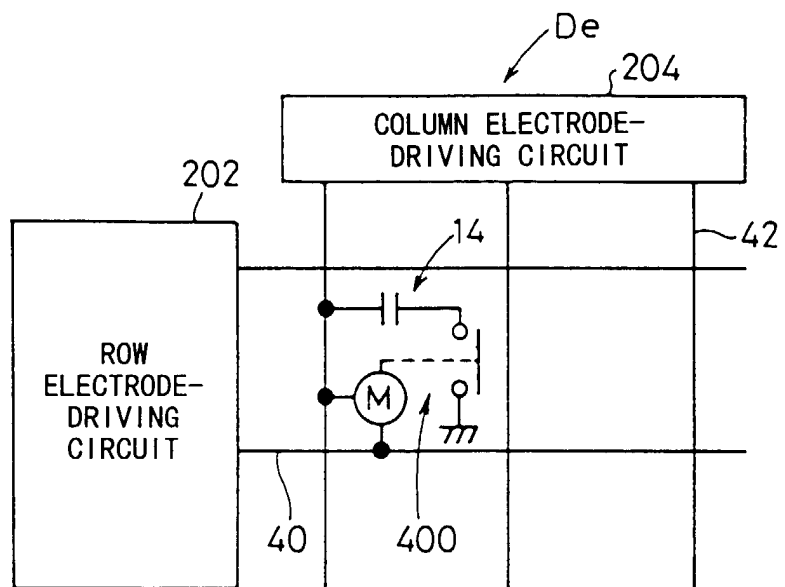 De
204
COLUMN ELECTRODE-
DRIVING CIRCUIT
202
14
42
ROW
ELECTRODE-
DRIVING
CIRCUIT
M
40
400